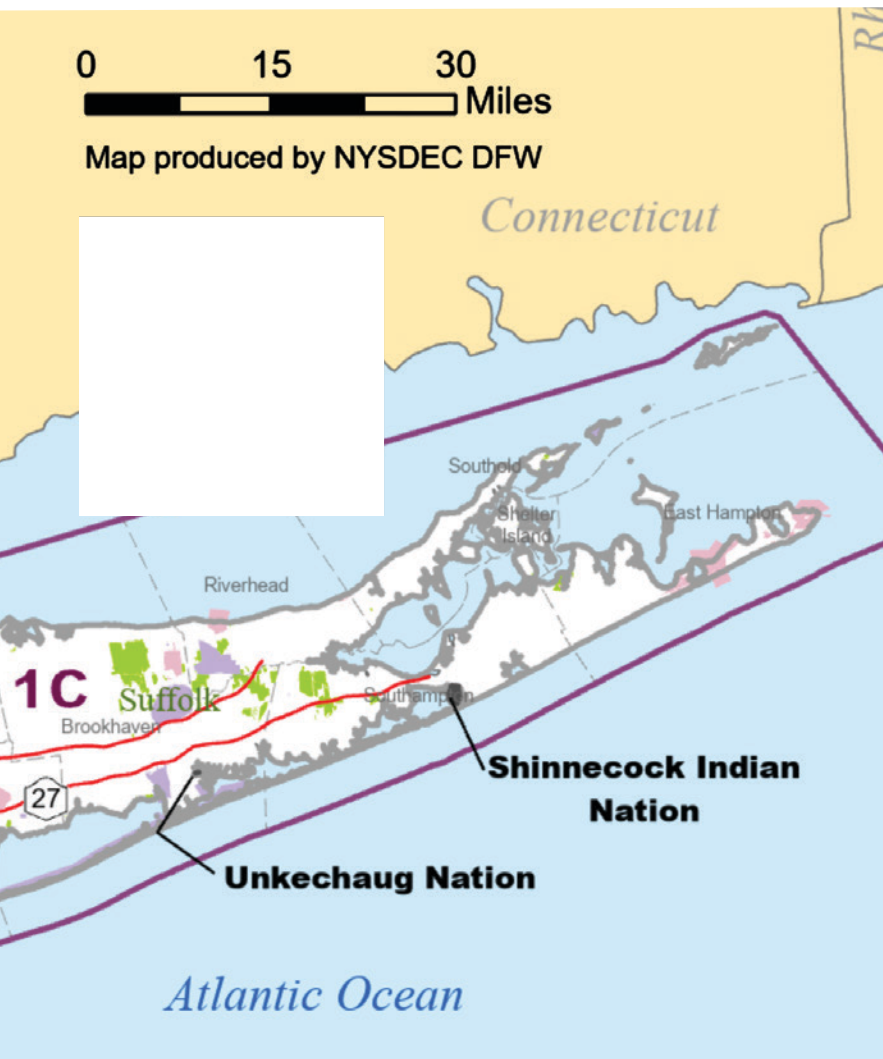 0 15 30
Miles
Map produced by NYSDEC DFW
Rh
Connecticut
Southold
Shelter
Island
East Hampton
Riverhead
1C
Suffolk
Southampton
Brookhaven
27
Shinnecock Indian
Nation
Unkechaug Nation
Atlantic Ocean